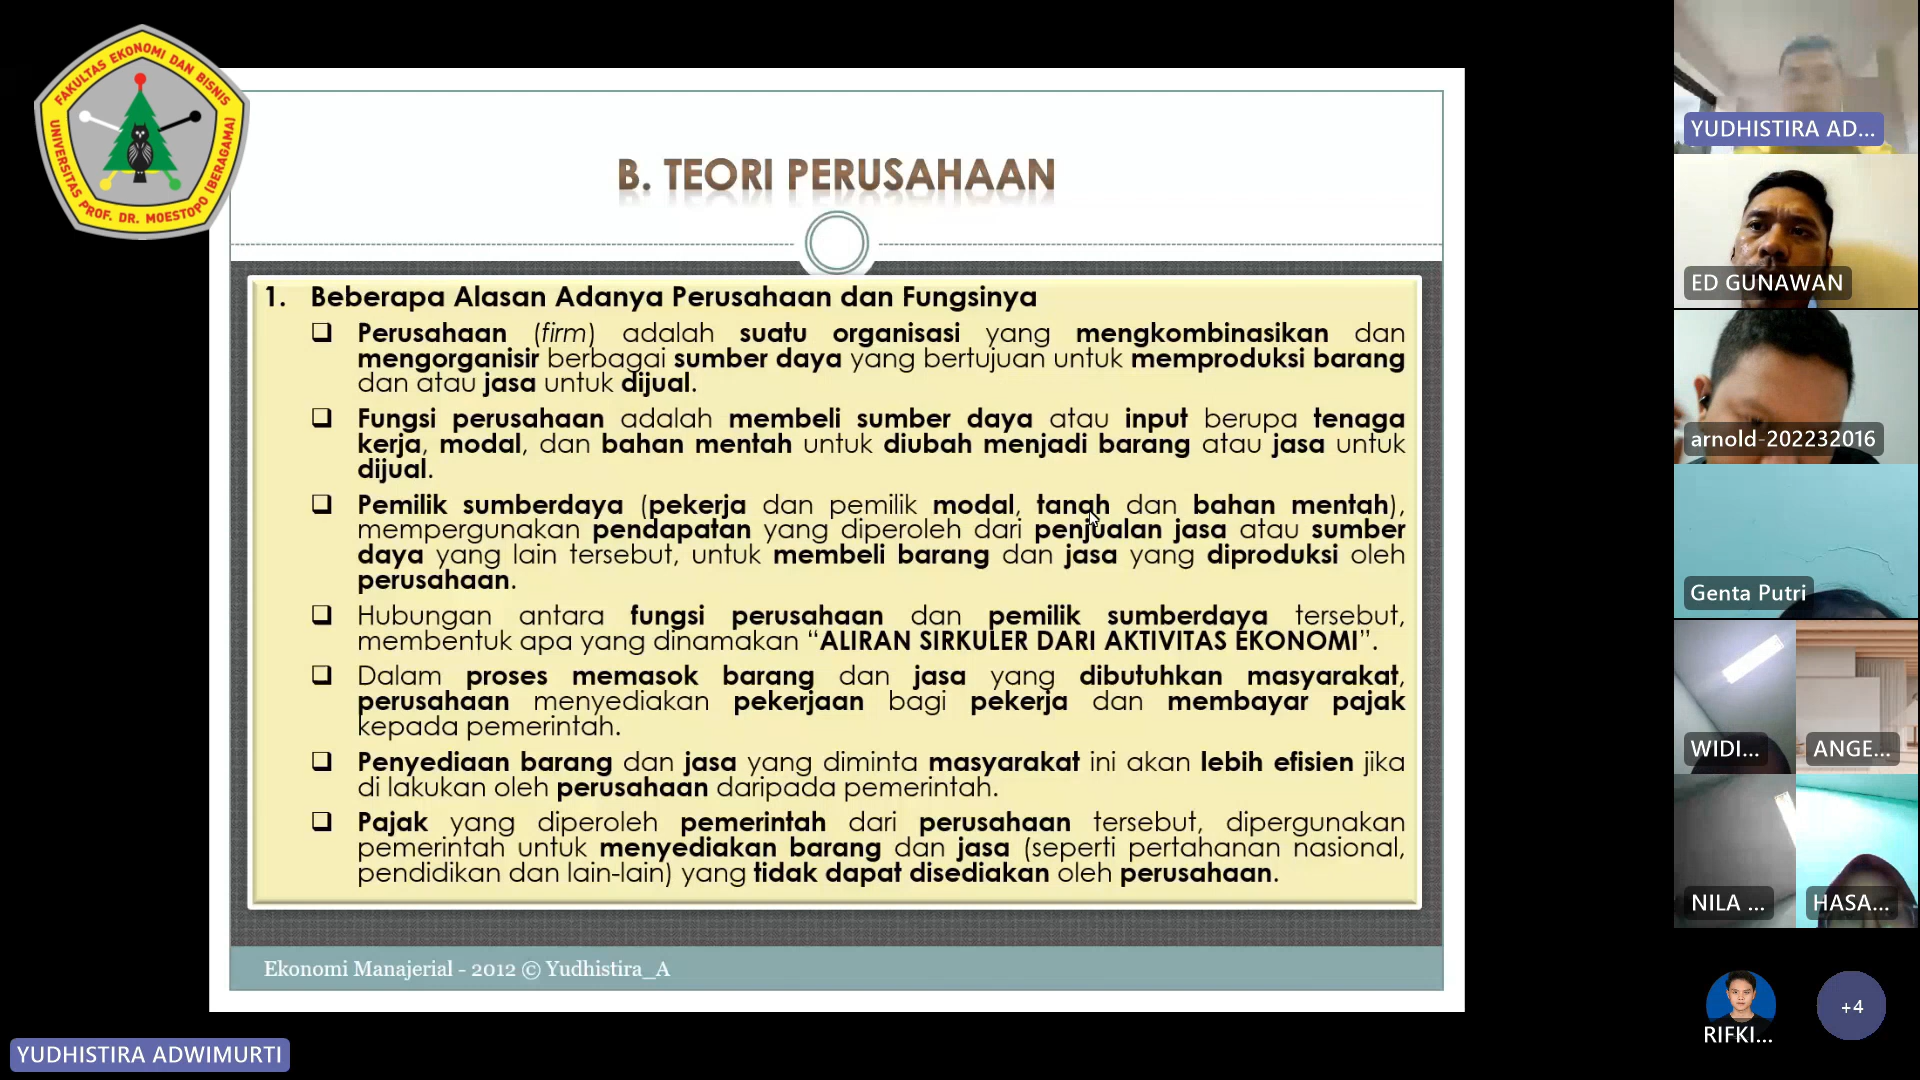 FAKULTAS EKONOMI DAN BISNIS
UNIVERSITAS PROF. DR. MOESTOPO (BERAGAMA)
B. TEORI PERUSAHAAN
1. Beberapa Alasan Adanya Perusahaan dan Fungsinya
❑ Perusahaan (firm) adalah suatu organisasi yang mengkombinasikan dan
mengorganisir berbagai sumber daya yang bertujuan untuk memproduksi barang
dan atau jasa untuk dijual.
❑ Fungsi perusahaan adalah membeli sumber daya atau input berupa tenaga
kerja, modal, dan bahan mentah untuk diubah menjadi barang atau jasa untuk
dijual.
❑ Pemilik sumberdaya (pekerja dan pemilik modal, tanah dan bahan mentah),
mempergunakan pendapatan yang diperoleh dari penjualan jasa atau sumber
daya yang lain tersebut, untuk membeli barang dan jasa yang diproduksi oleh
perusahaan.
❑ Hubungan antara fungsi perusahaan dan pemilik sumberdaya tersebut,
membentuk apa yang dinamakan “ALIRAN SIRKULER DARI AKTIVITAS EKONOMI”.
❑ Dalam proses memasok barang dan jasa yang dibutuhkan masyarakat,
perusahaan menyediakan pekerjaan bagi pekerja dan membayar pajak
kepada pemerintah.
❑ Penyediaan barang dan jasa yang diminta masyarakat ini akan lebih efisien jika
di lakukan oleh perusahaan daripada pemerintah.
❑ Pajak yang diperoleh pemerintah dari perusahaan tersebut, dipergunakan
pemerintah untuk menyediakan barang dan jasa (seperti pertahanan nasional,
pendidikan dan lain-lain) yang tidak dapat disediakan oleh perusahaan.
Ekonomi Manajerial - 2012 © Yudhistira_A
YUDHISTIRA ADWIMURTI
YUDHISTIRA AD...
ED GUNAWAN
arnold-202232016
Genta Putri
WIDI...
ANGE...
NILA ...
HASA...
RIFKI...
+4